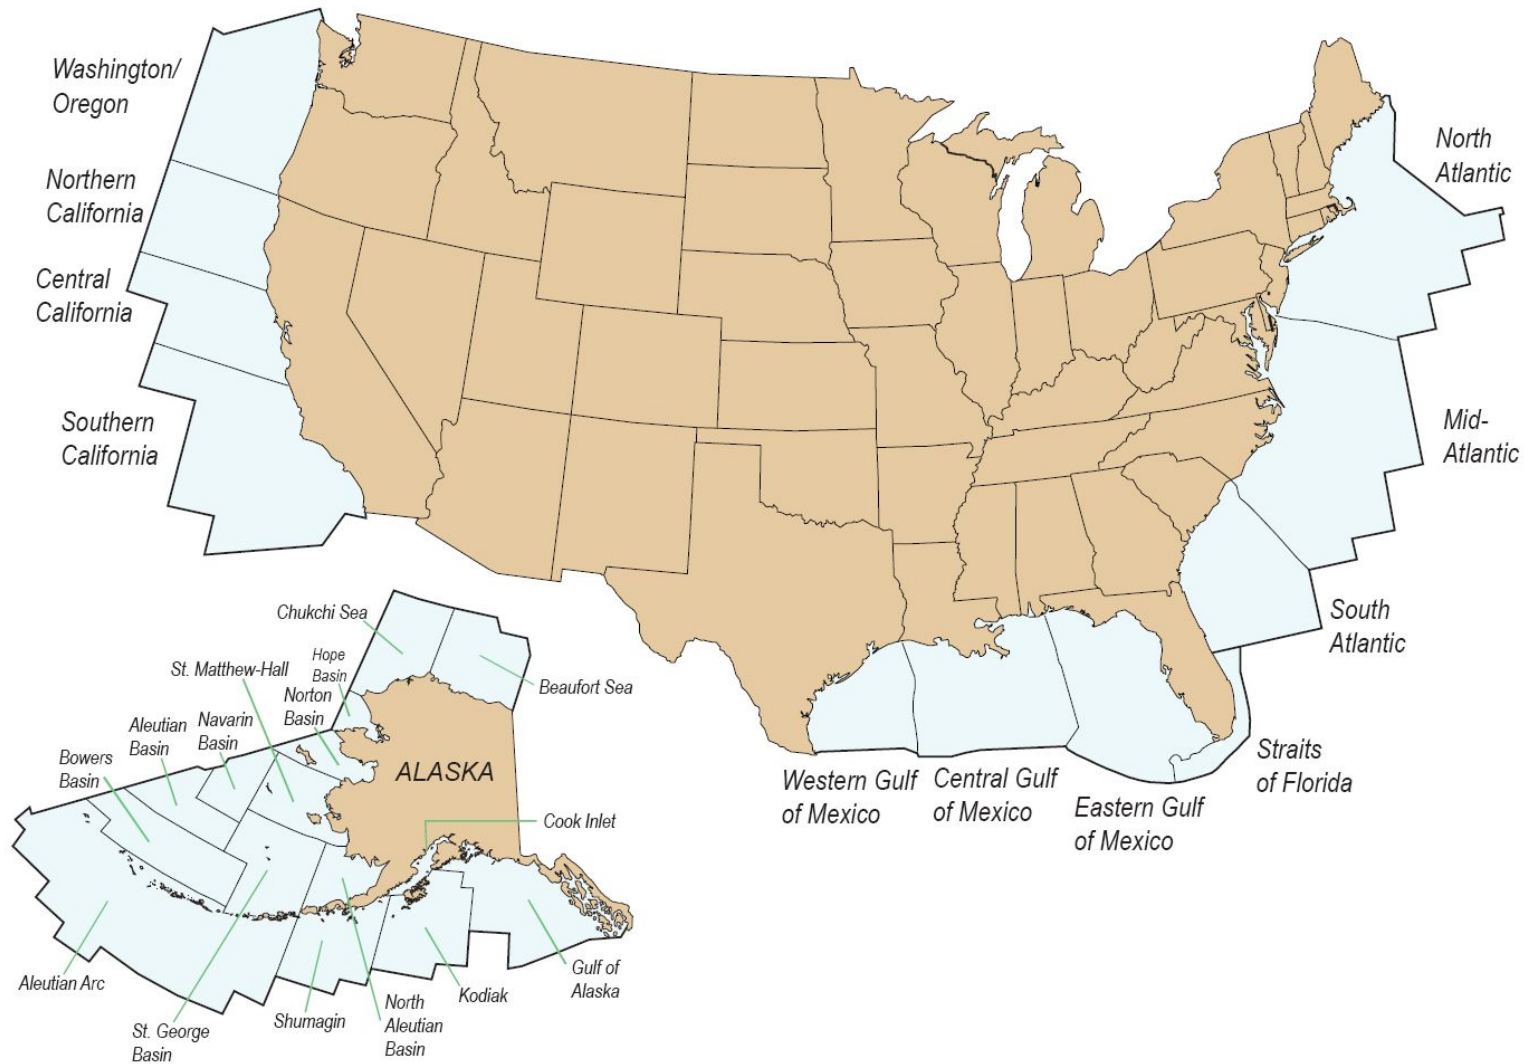 Washington/
Oregon
Northern
California
Central
California
Southern
California
North
Atlantic
Mid-
Atlantic
South
Atlantic
Straits
of Florida
Western Gulf
of Mexico
Central Gulf
of Mexico
Eastern Gulf
of Mexico
Chukchi Sea
Hope
Basin
St. Matthew-Hall
Norton
Basin
Beaufort Sea
Navarin
Basin
Aleutian
Basin
Bowers
Basin
ALASKA
Cook Inlet
Aleutian Arc
St. George
Basin
Shumagin
North
Aleutian
Basin
Kodiak
Gulf of
Alaska